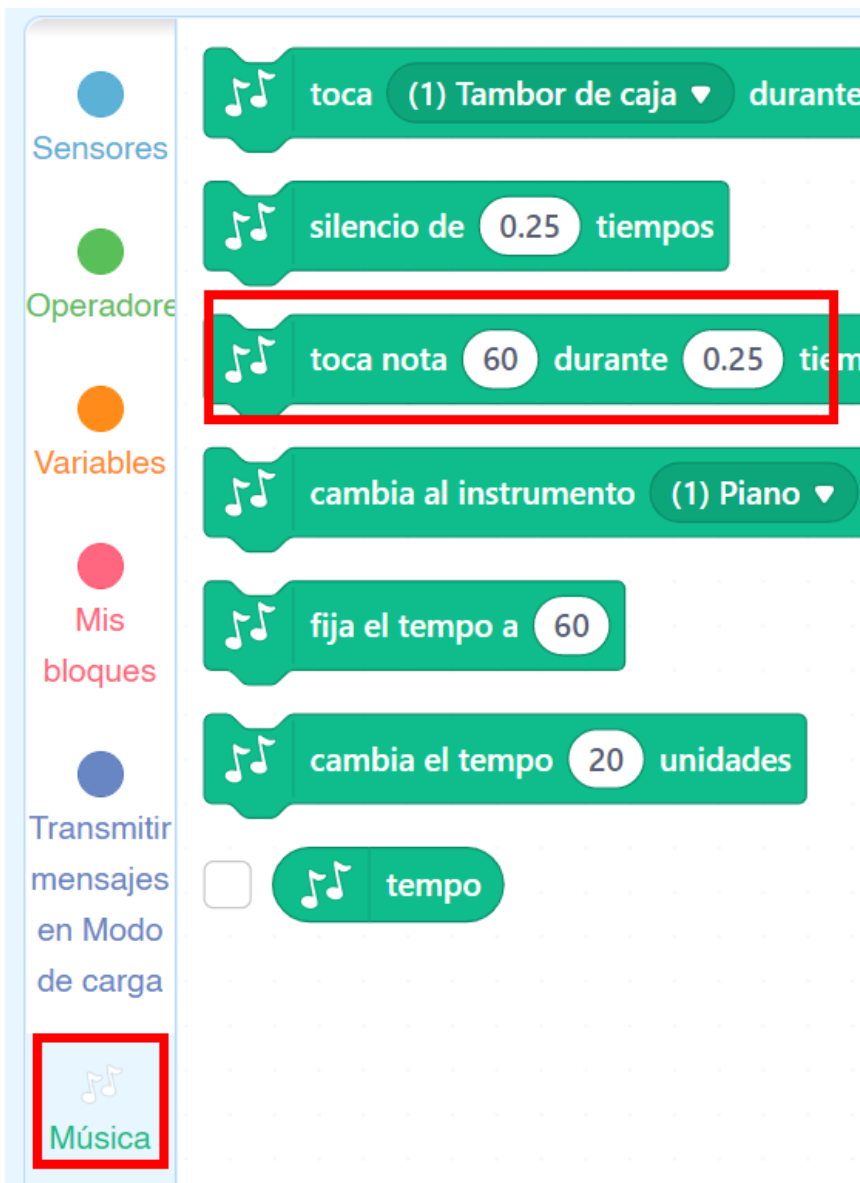 Sensores
Operadore
Variables
Mis
bloques
Transmitir
mensajes
en Modo
de carga
Música
toca (1) Tambor de caja durante
silencio de 0.25 tiempos
toca nota 60 durante 0.25 tiem
cambia al instrumento (1) Piano
fija el tempo a 60
cambia el tempo 20 unidades
tempo